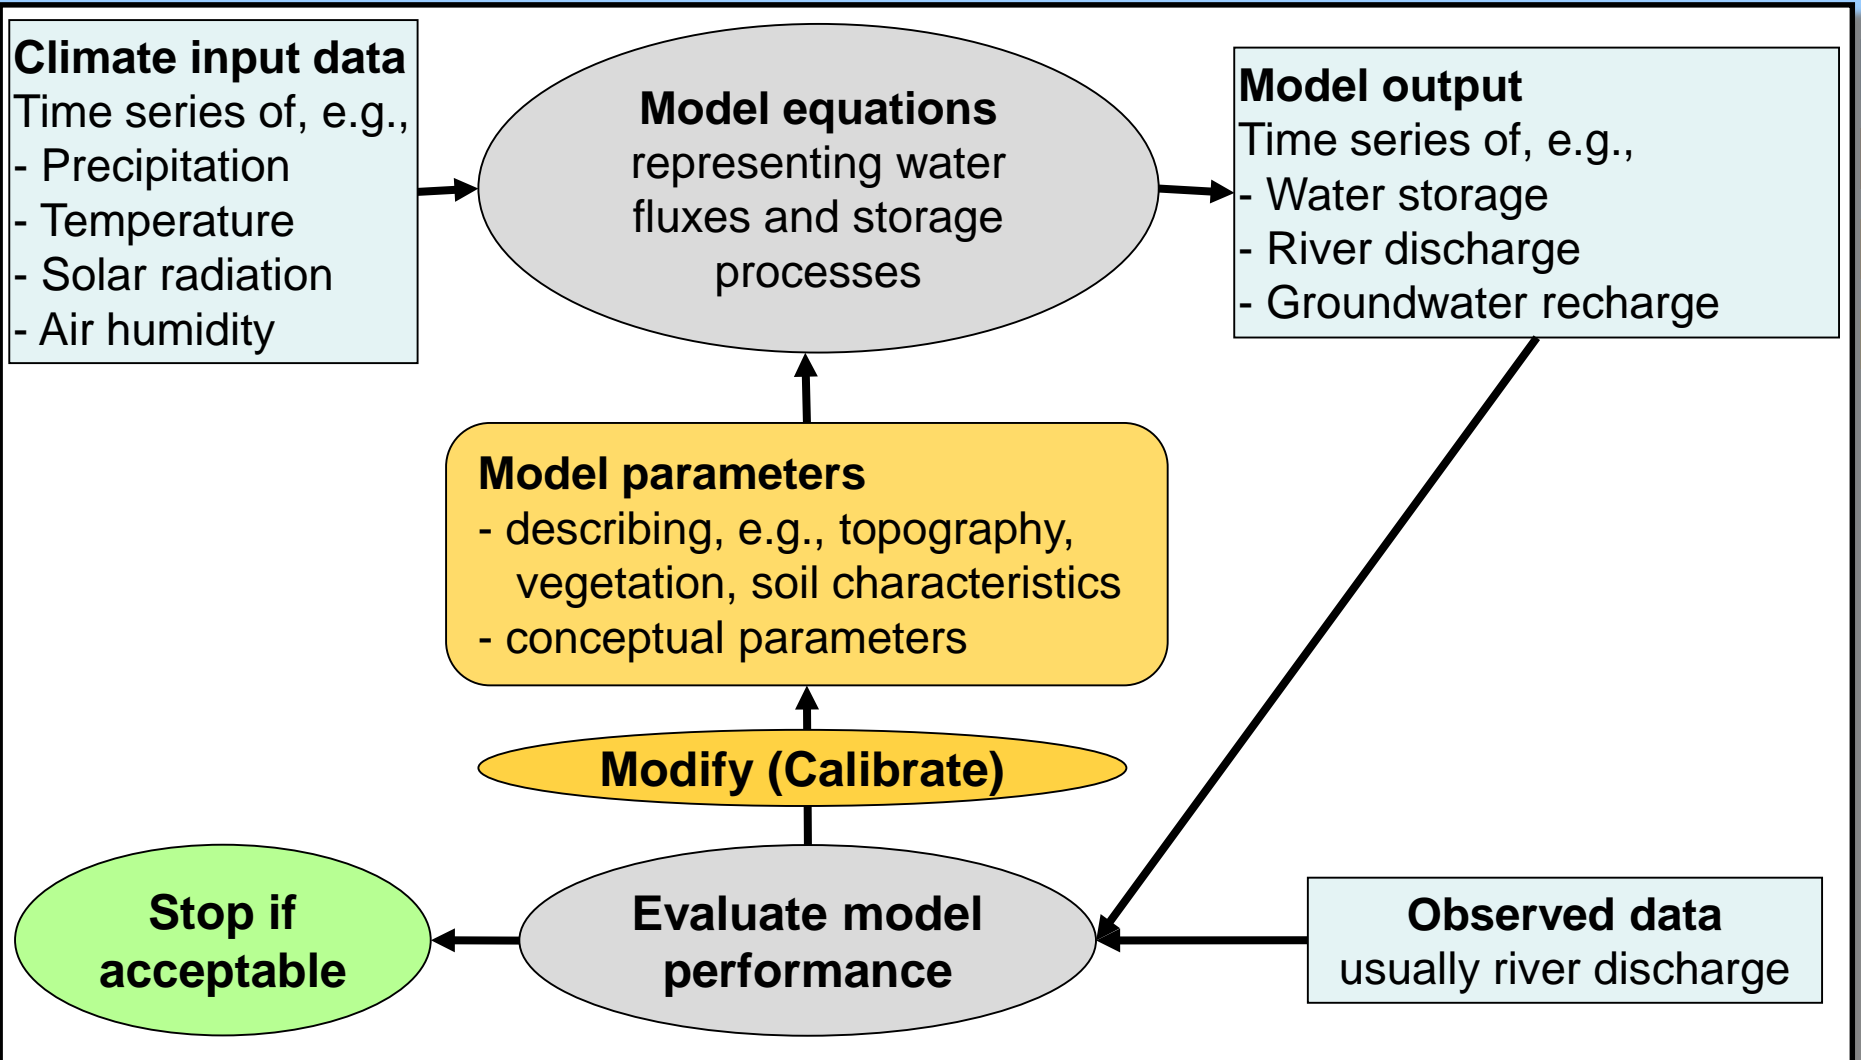 Climate input data
Time series of, e.g.,
- Precipitation
- Temperature
- Solar radiation
- Air humidity
Model equations
representing water
fluxes and storage
processes
Model output
Time series of, e.g.,
- Water storage
- River discharge
- Groundwater recharge
Model parameters
- describing, e.g., topography,
vegetation, soil characteristics
- conceptual parameters
Modify (Calibrate)
Stop if
acceptable
Evaluate model
performance
Observed data
usually river discharge